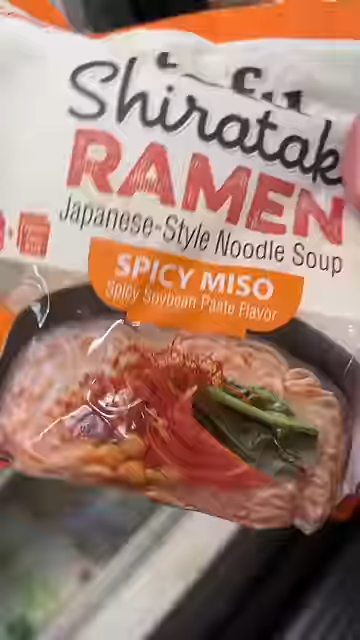 Shiratak
RAMEN
Japanese-Style Noodle Soup
SPICY MISO
Spicy Soybean Paste Flavor